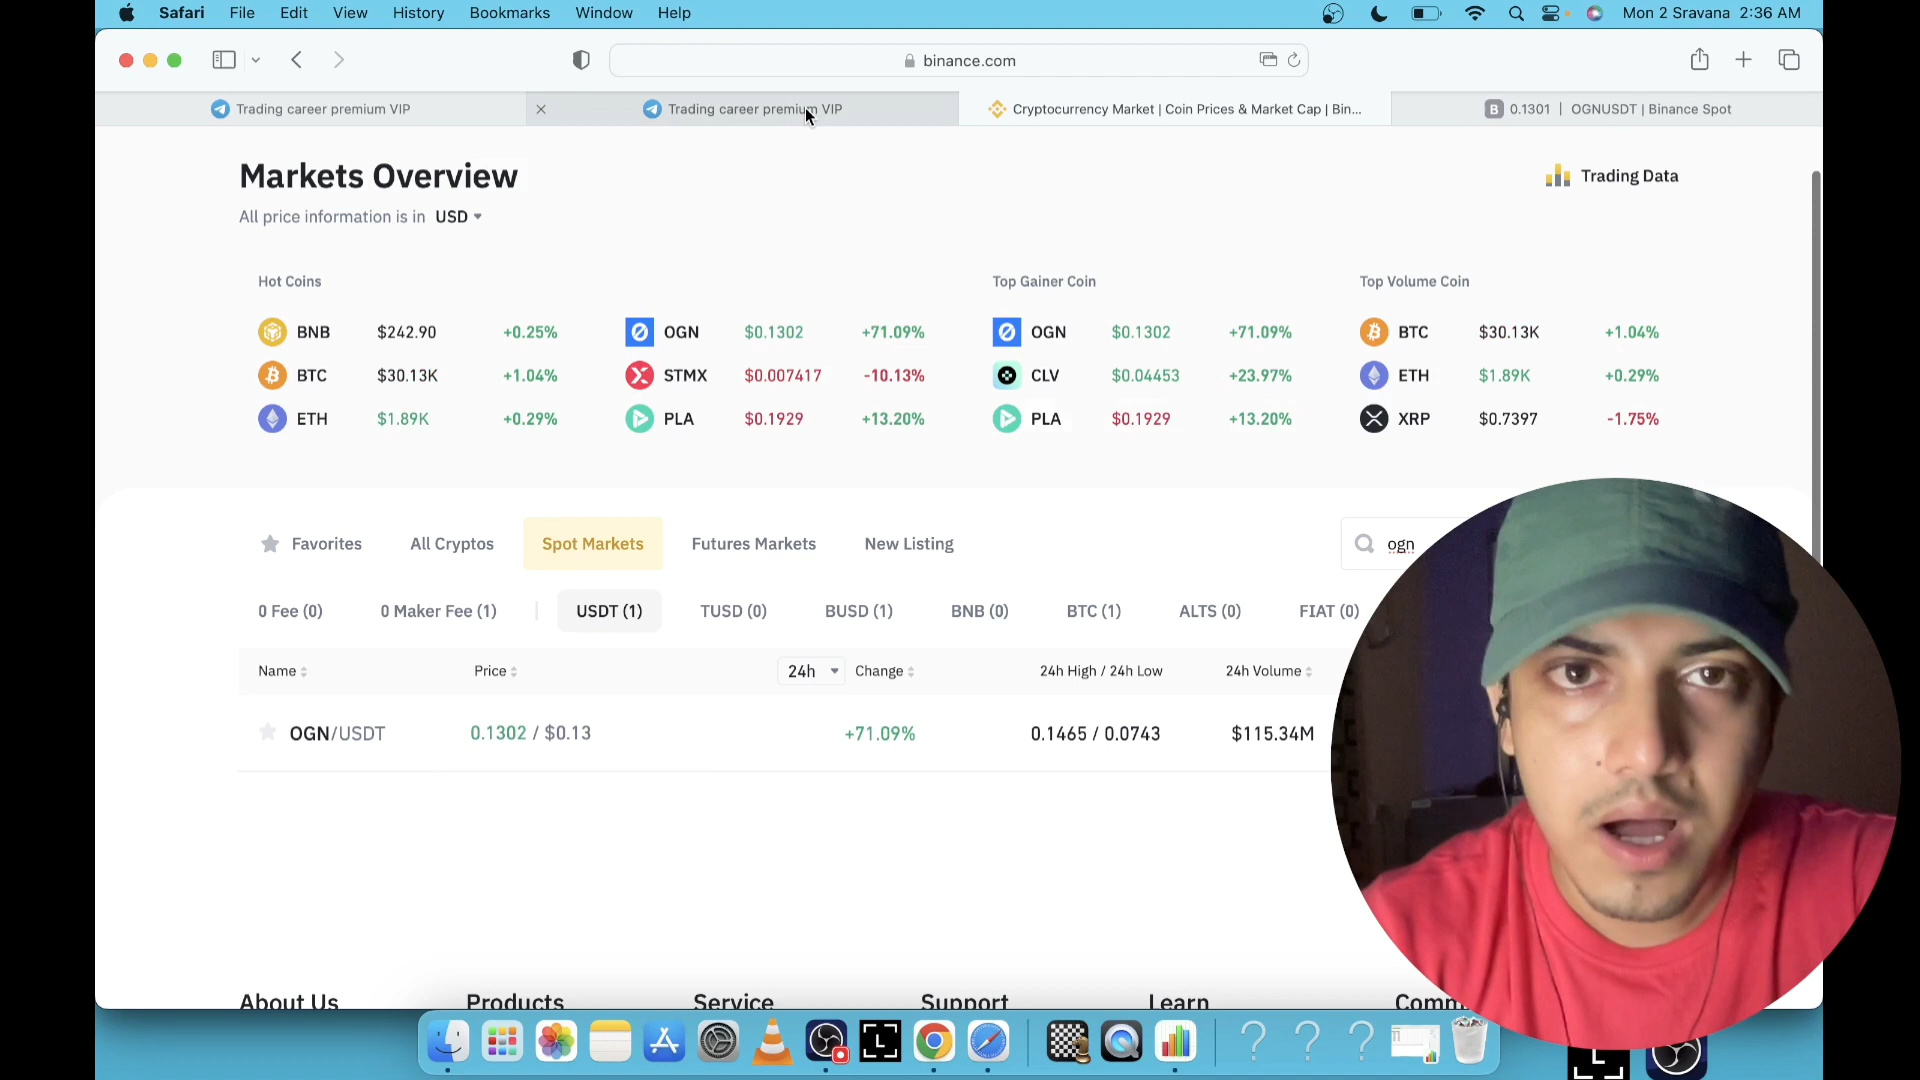 Safari File Edit View History Bookmarks Window Help Mon 2 Sravana 2:36 AM
binance.com
Trading career premium VIP
Trading career premium VIP
Cryptocurrency Market | Coin Prices & Market Cap | Bin...
B 0.1301 | OGNUSDT | Binance Spot
Markets Overview
Trading Data
All price information is in USD
Hot Coins
Top Gainer Coin
Top Volume Coin
BNB $242.90 +0.25% OGN $0.1302 +71.09% OGN $0.1302 +71.09% BTC $30.13K +1.04%
BTC $30.13K +1.04% STMX $0.007417 -10.13% CLV $0.04453 +23.97% ETH $1.89K +0.29%
ETH $1.89K +0.29% PLA $0.1929 +13.20% PLA $0.1929 +13.20% XRP $0.7397 -1.75%
Favorites All Cryptos Spot Markets Futures Markets New Listing ogn
0 Fee (0) 0 Maker Fee (1) USDT (1) TUSD (0) BUSD (1) BNB (0) BTC (1) ALTS (0) FIAT (0)
Name Price 24h Change 24h High / 24h Low 24h Volume
OGN/USDT 0.1302 / $0.13 +71.09% 0.1465 / 0.0743 $115.34M
About Us Products Service Support Learn Comm